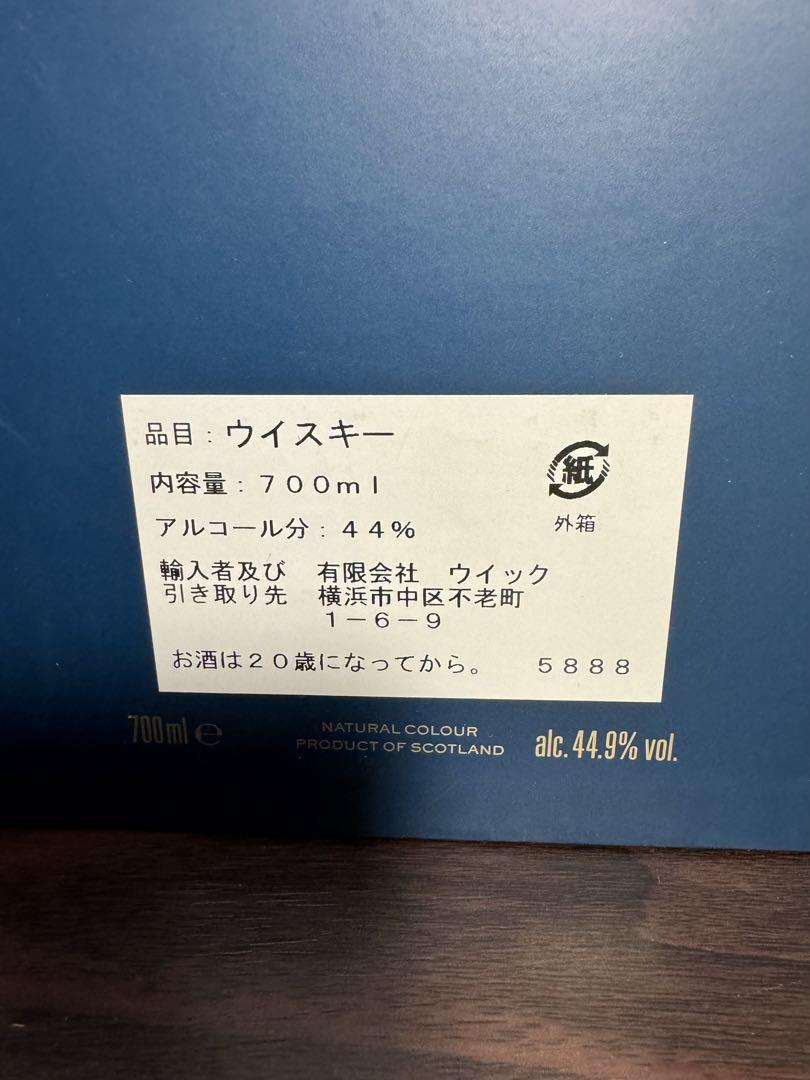 品目：ウイスキー
内容量：７００ｍｌ
アルコール分：４４％
紙
外箱
輸入者及び　有限会社　ウイック
引き取り先　横浜市中区不老町
１－６－９
お酒は２０歳になってから。　５８８８
700ml ℮
NATURAL COLOUR
PRODUCT OF SCOTLAND
alc. 44.9% vol.